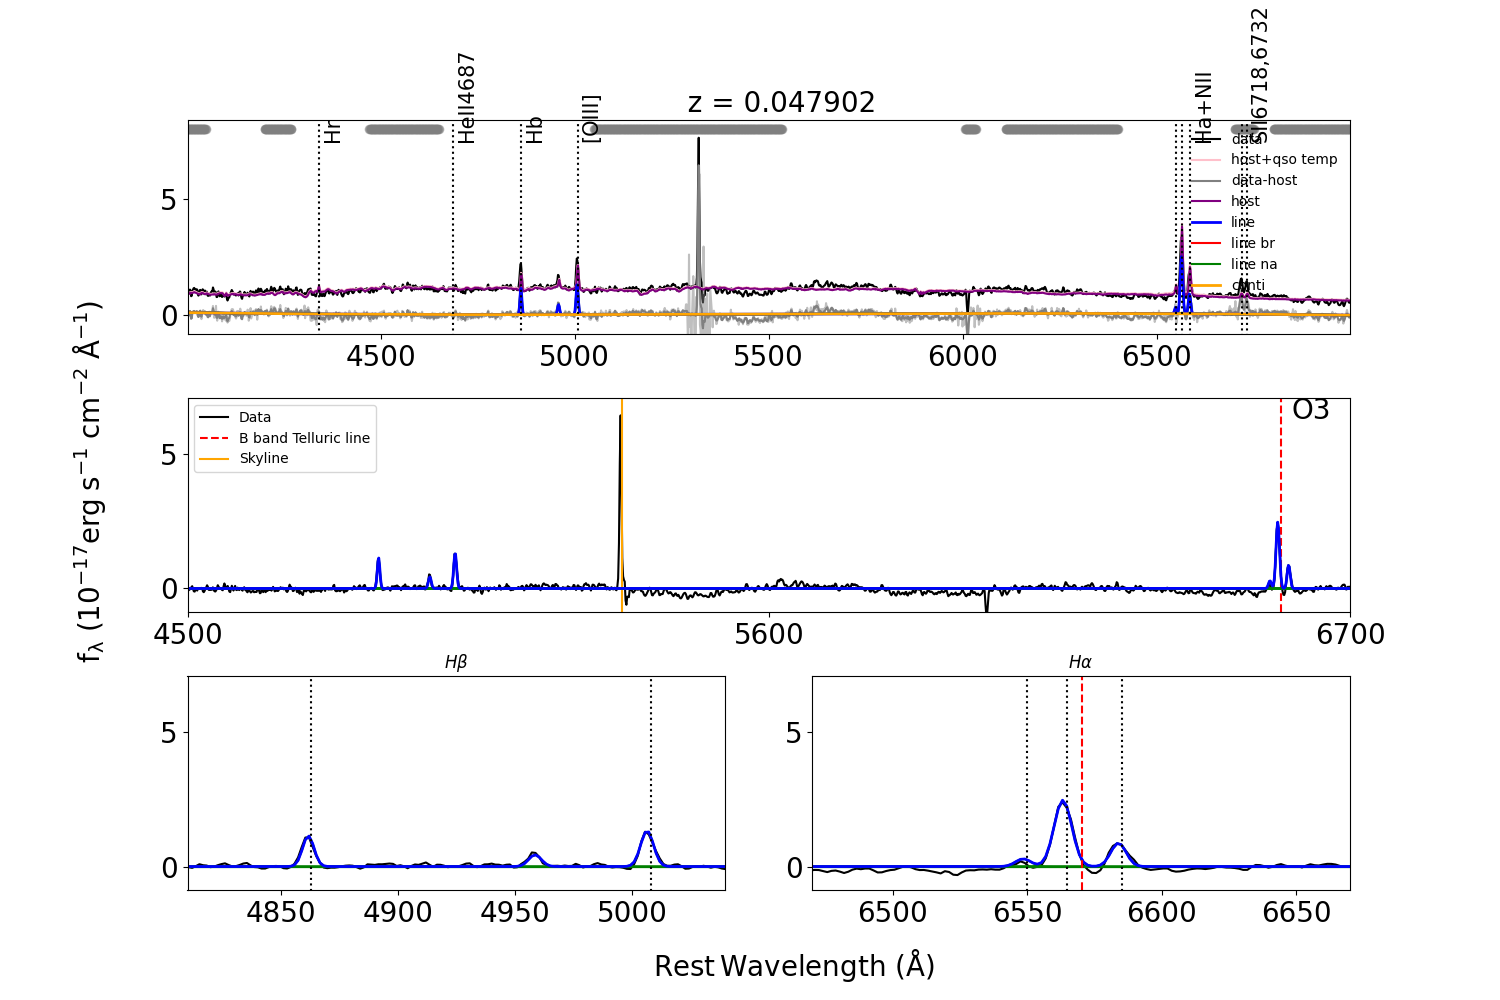 z = 0.047902
Hr
HeII4687
Hb
[OIII]
Ha+NII
SII6718,6732
data
host+qso temp
data-host
host
line
line br
line na
conti
5
0
4500 5000 5500 6000 6500
fλ (10⁻¹⁷erg s⁻¹ cm⁻² Å⁻¹)
Data
B band Telluric line
Skyline
O3
5
0
4500 5600 6700
Hβ
5
0
4850 4900 4950 5000
Hα
5
0
6500 6550 6600 6650
Rest Wavelength (Å)